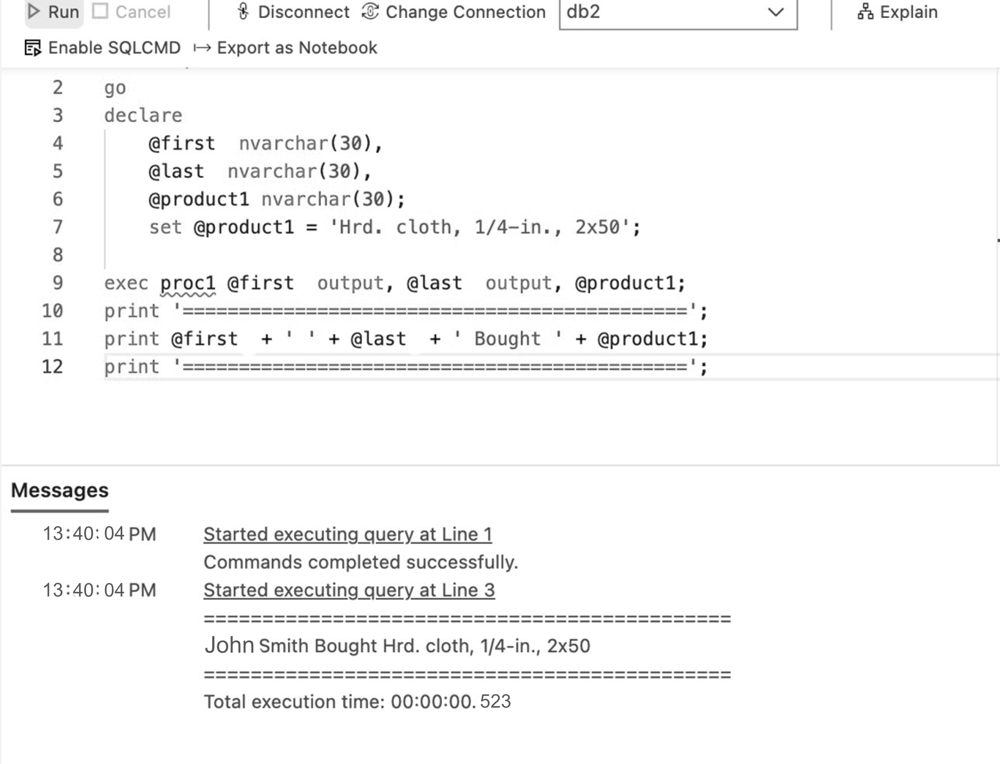 Run Cancel Disconnect Change Connection db2 Explain
Enable SQLCMD Export as Notebook
2 go
3 declare
4 @first nvarchar(30),
5 @last nvarchar(30),
6 @product1 nvarchar(30);
7 set @product1 = 'Hrd. cloth, 1/4-in., 2x50';
8
9 exec proc1 @first output, @last output, @product1;
10 print '=============================================';
11 print @first + ' ' + @last + ' Bought ' + @product1;
12 print '=============================================';
Messages
13:40:04 PM Started executing query at Line 1
Commands completed successfully.
13:40:04 PM Started executing query at Line 3
=============================================
John Smith Bought Hrd. cloth, 1/4-in., 2x50
=============================================
Total execution time: 00:00:00.523